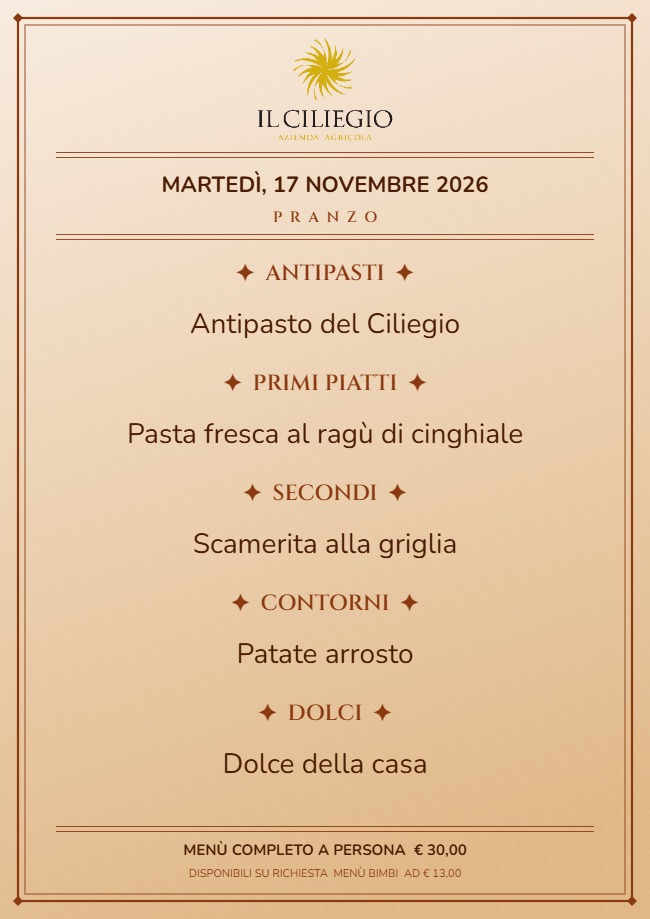 IL CILIEGIO
AZIENDA AGRICOLA
MARTEDÌ, 17 NOVEMBRE 2026
PRANZO
ANTIPASTI
Antipasto del Ciliegio
PRIMI PIATTI
Pasta fresca al ragù di cinghiale
SECONDI
Scamerita alla griglia
CONTORNI
Patate arrosto
DOLCI
Dolce della casa
MENÙ COMPLETO A PERSONA € 30,00
DISPONIBILI SU RICHIESTA MENÙ BIMBI AD € 13,00